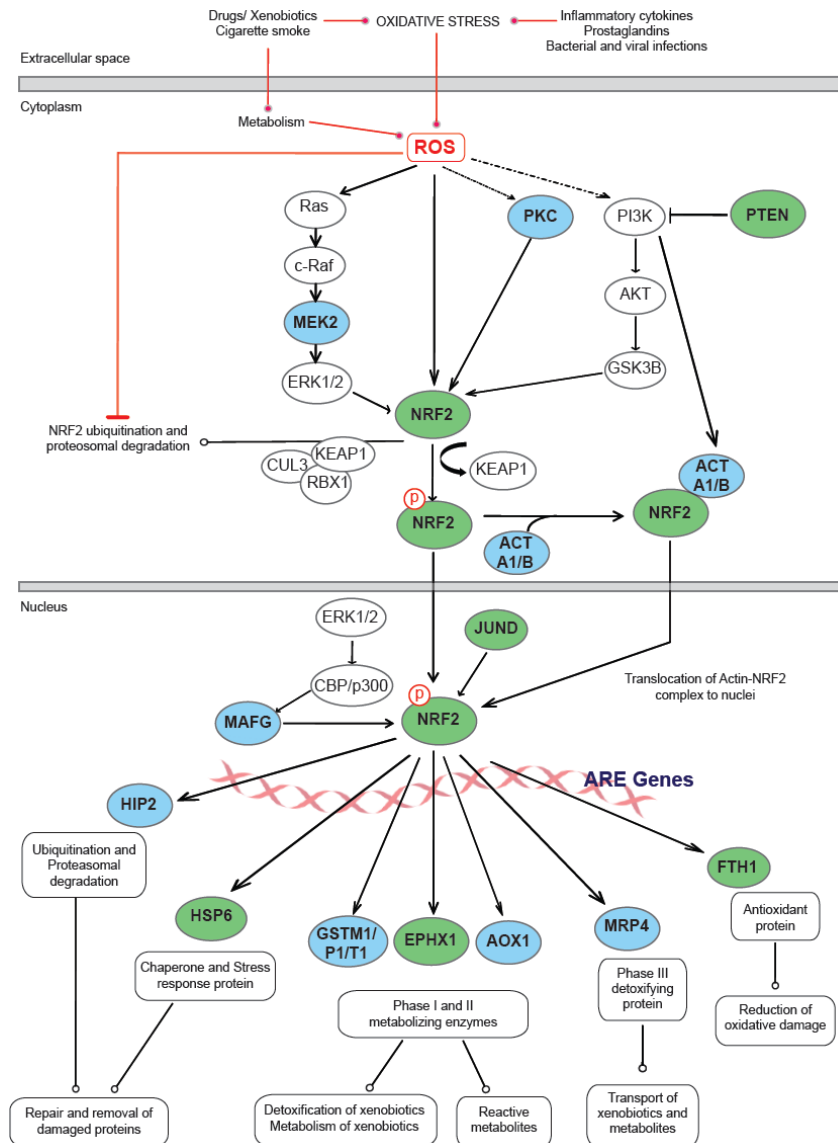 Drugs/ Xenobiotics
Cigarette smoke
OXIDATIVE STRESS
Inflammatory cytokines
Prostaglandins
Bacterial and viral infections
Extracellular space
Cytoplasm
Metabolism
ROS
Ras
PKC
PI3K
PTEN
c-Raf
AKT
MEK2
GSK3B
ERK1/2
NRF2
NRF2 ubiquitination and
proteosomal degradation
KEAP1
CUL3
RBX1
KEAP1
ACT
A1/B
p
NRF2
NRF2
ACT
A1/B
Nucleus
ERK1/2
JUND
CBP/p300
Translocation of Actin-NRF2
complex to nuclei
p
MAFG
NRF2
ARE Genes
HIP2
Ubiquitination and
Proteasomal
degradation
FTH1
HSP6
GSTM1/
P1/T1
EPHX1
AOX1
MRP4
Antioxidant
protein
Chaperone and Stress
response protein
Phase III
detoxifying
protein
Phase I and II
metabolizing enzymes
Reduction of
oxidative damage
Repair and removal of
damaged proteins
Detoxification of xenobiotics
Metabolism of xenobiotics
Reactive
metabolites
Transport of
xenobiotics and
metabolites